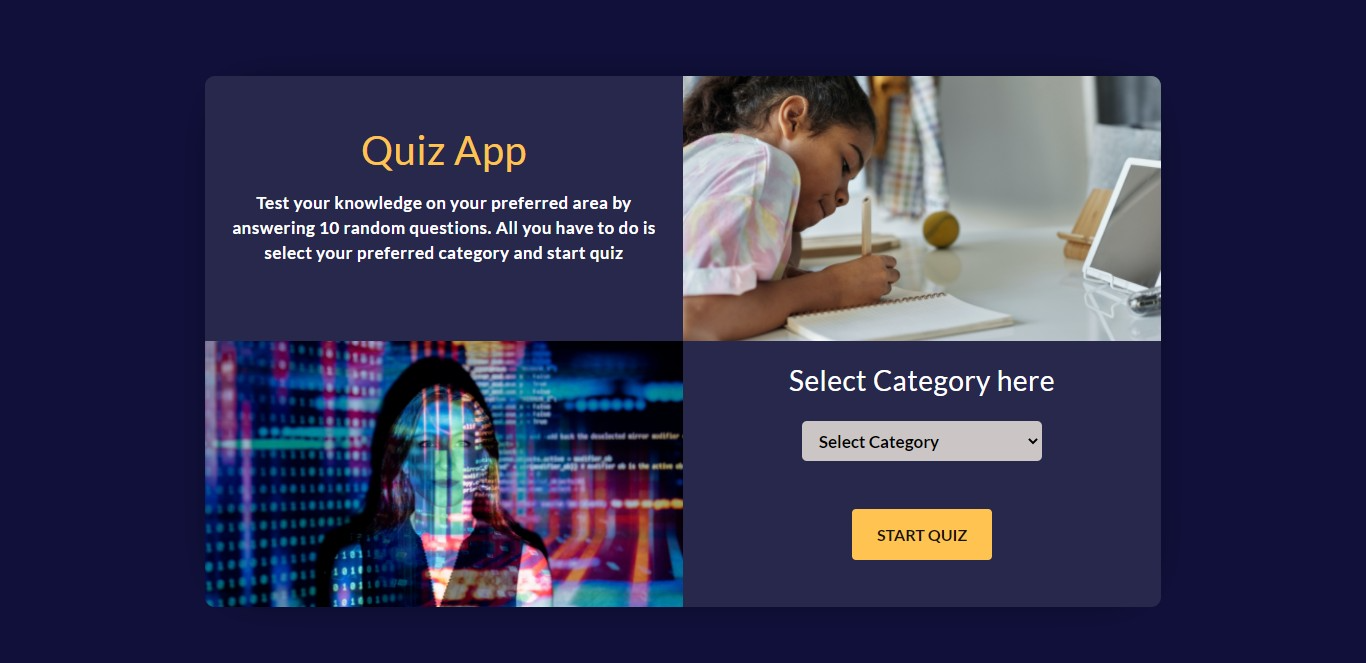 Quiz App
Test your knowledge on your preferred area by
answering 10 random questions. All you have to do is
select your preferred category and start quiz
Select Category here
Select Category
START QUIZ